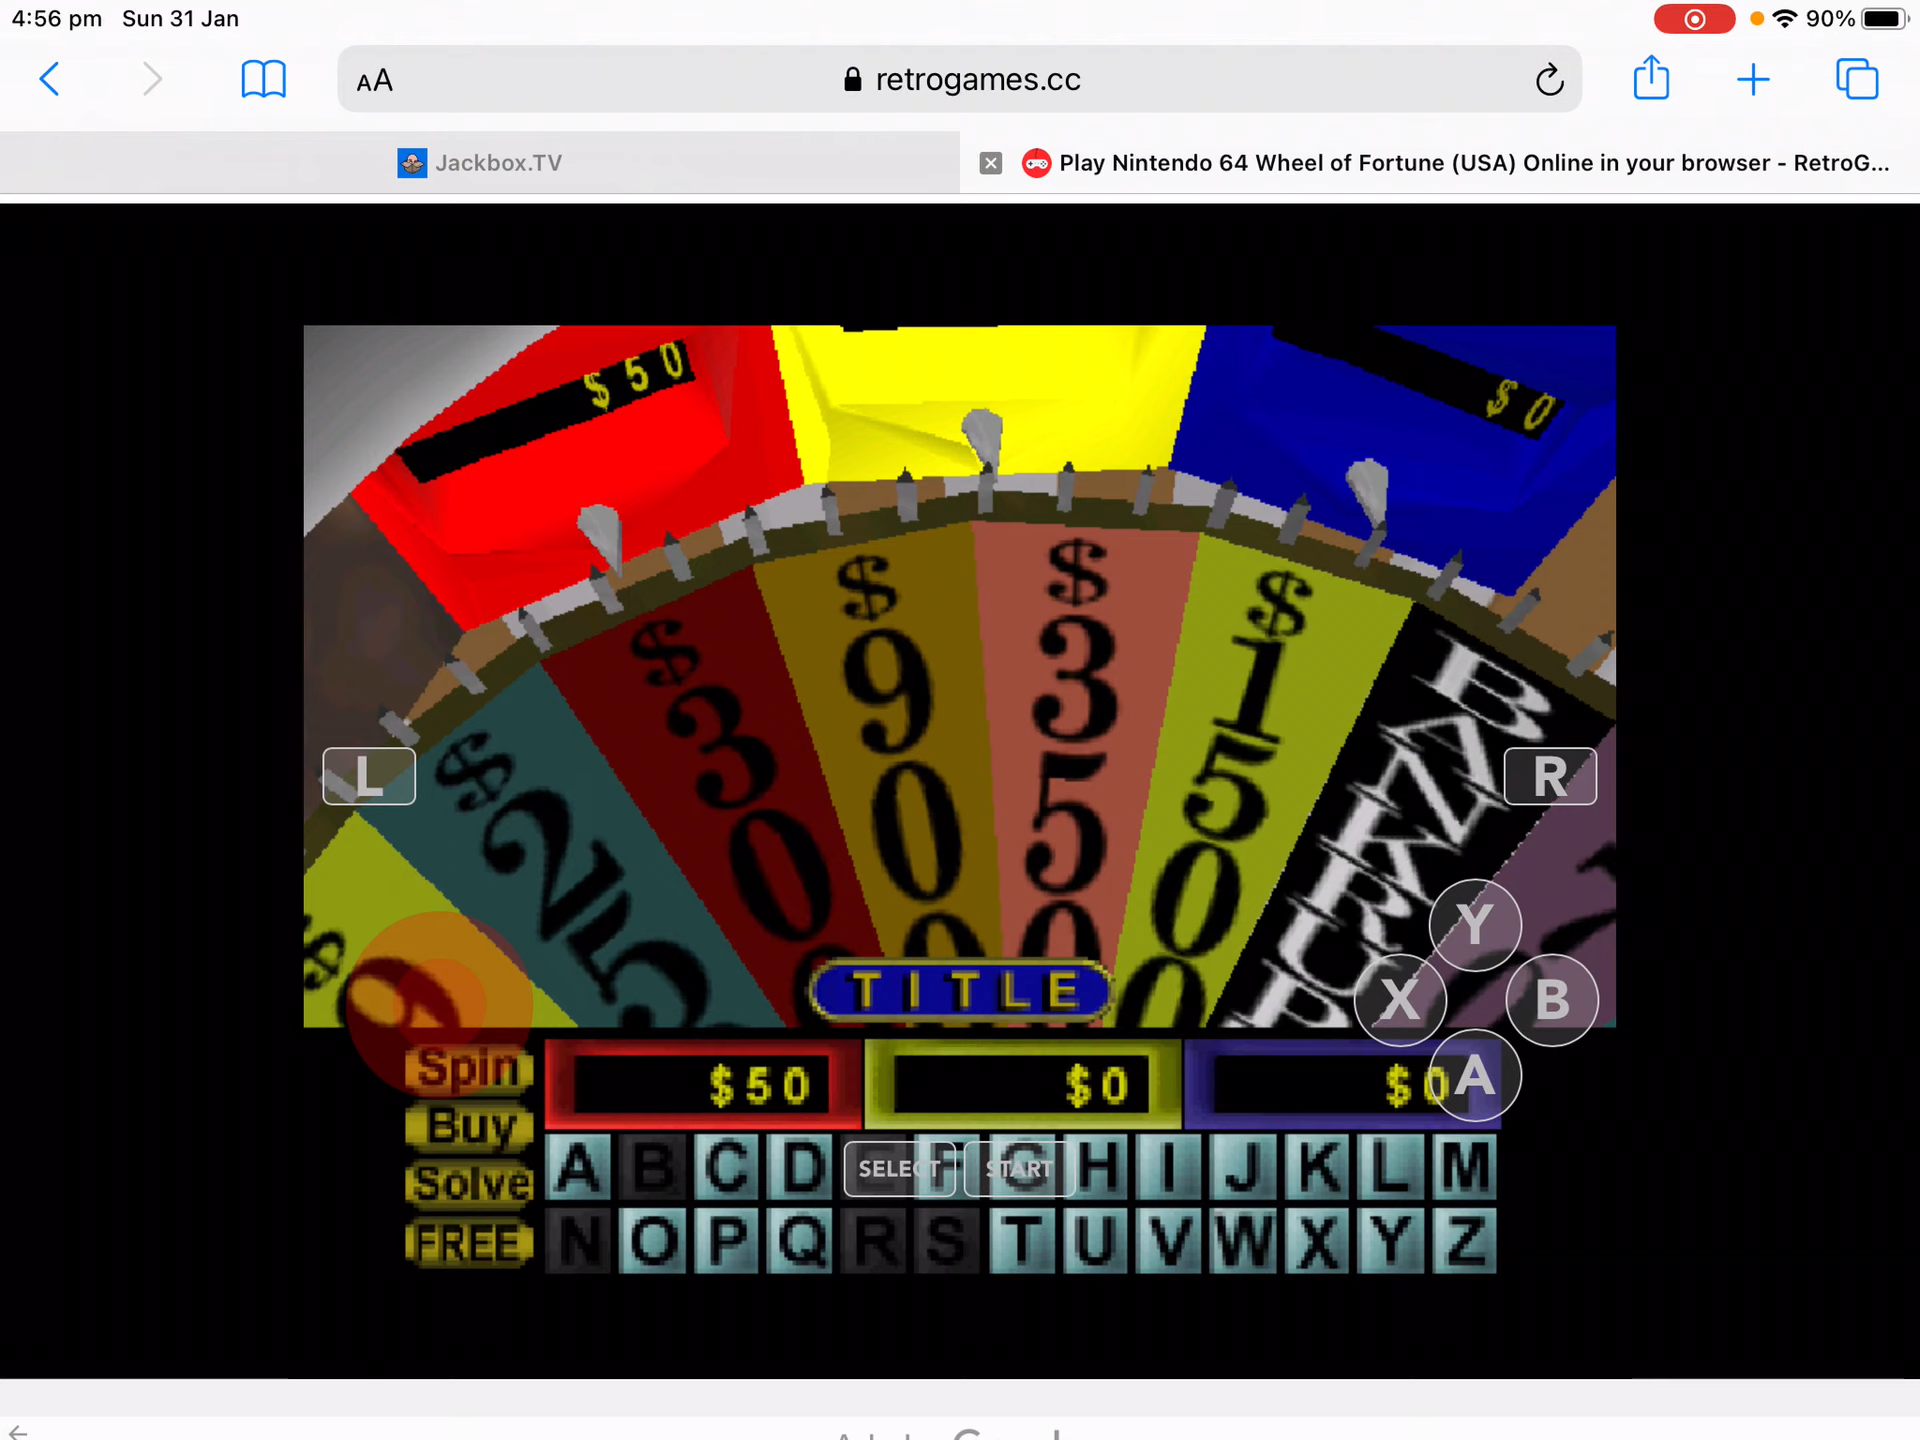 4:56 pm Sun 31 Jan 90%
AA retrogames.cc
Jackbox.TV
Play Nintendo 64 Wheel of Fortune (USA) Online in your browser - RetroG...
$50
$0
$
$25
$300
$900
$350
$1500
BANKRUP
L
R
Y
X
B
A
TITLE
Spin
Buy
Solve
FREE
$50
$0
$0
A B C D E F G H I J K L M
SELECT START
N O P Q R S T U V W X Y Z